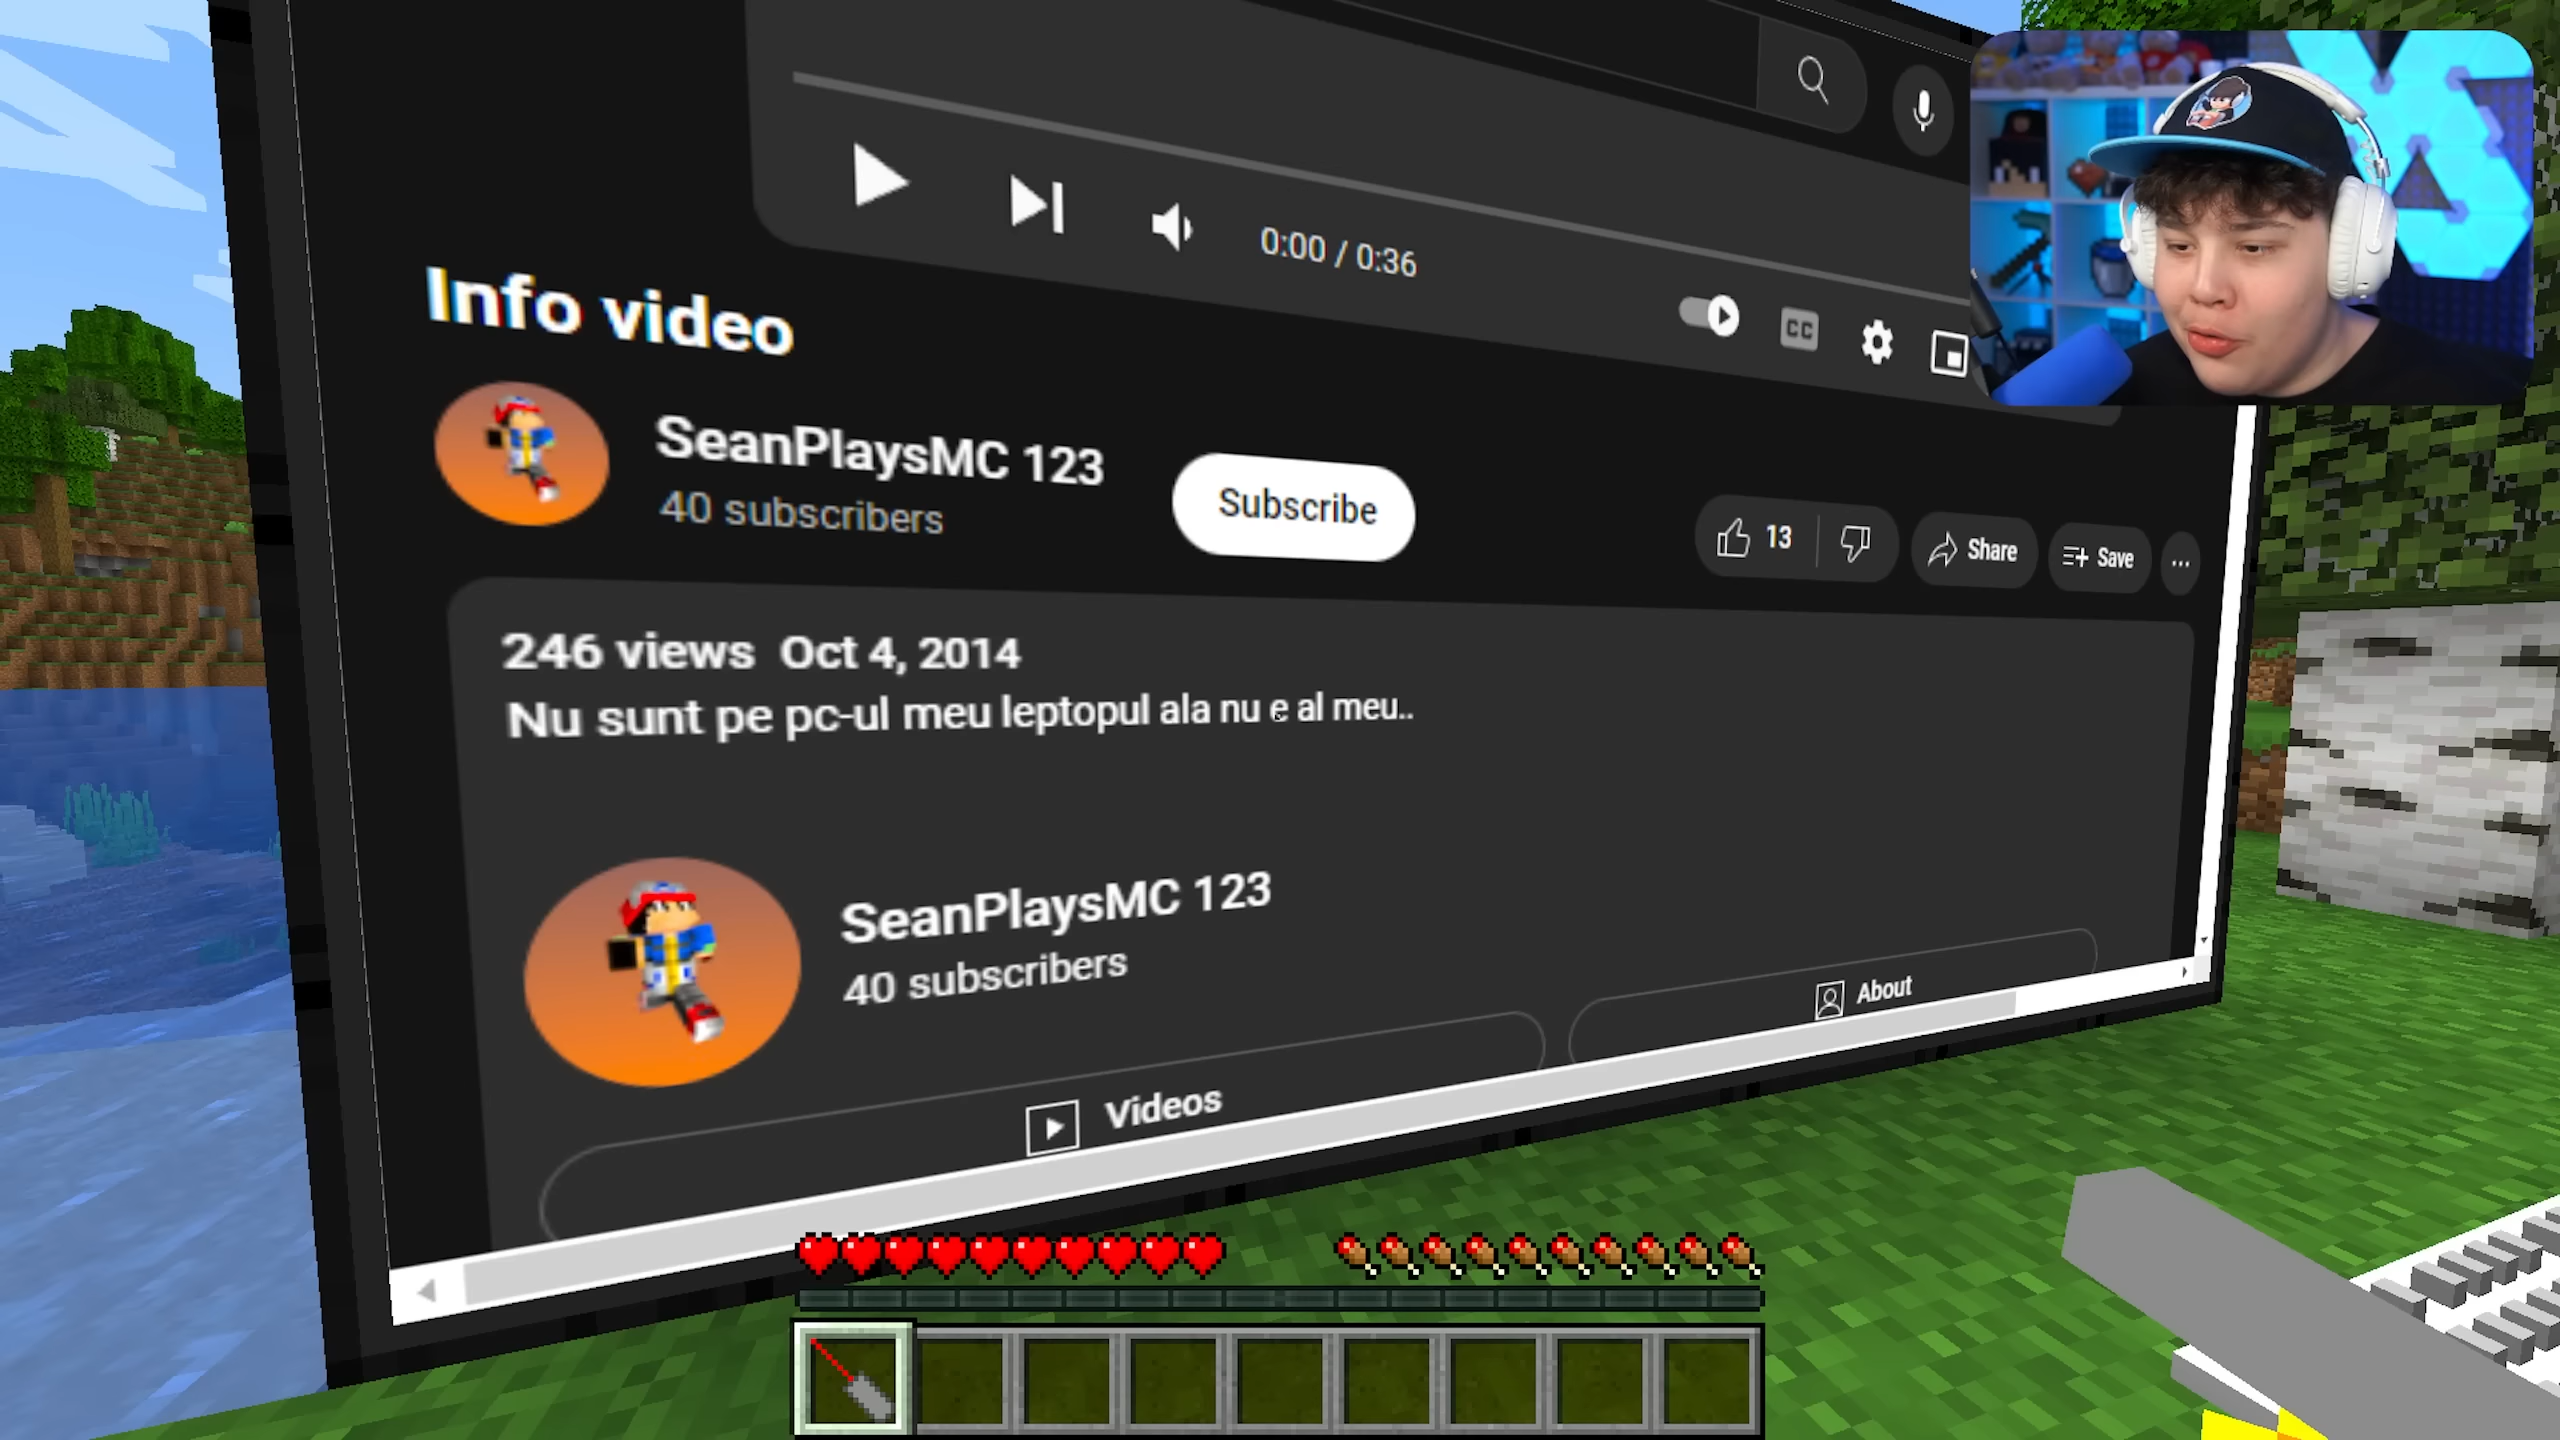 0:00 / 0:36
CC
Info video
SeanPlaysMC 123
40 subscribers
Subscribe
13
Share
Save
246 views Oct 4, 2014
Nu sunt pe pc-ul meu leptopul ala nu e al meu..
SeanPlaysMC 123
40 subscribers
Videos
About